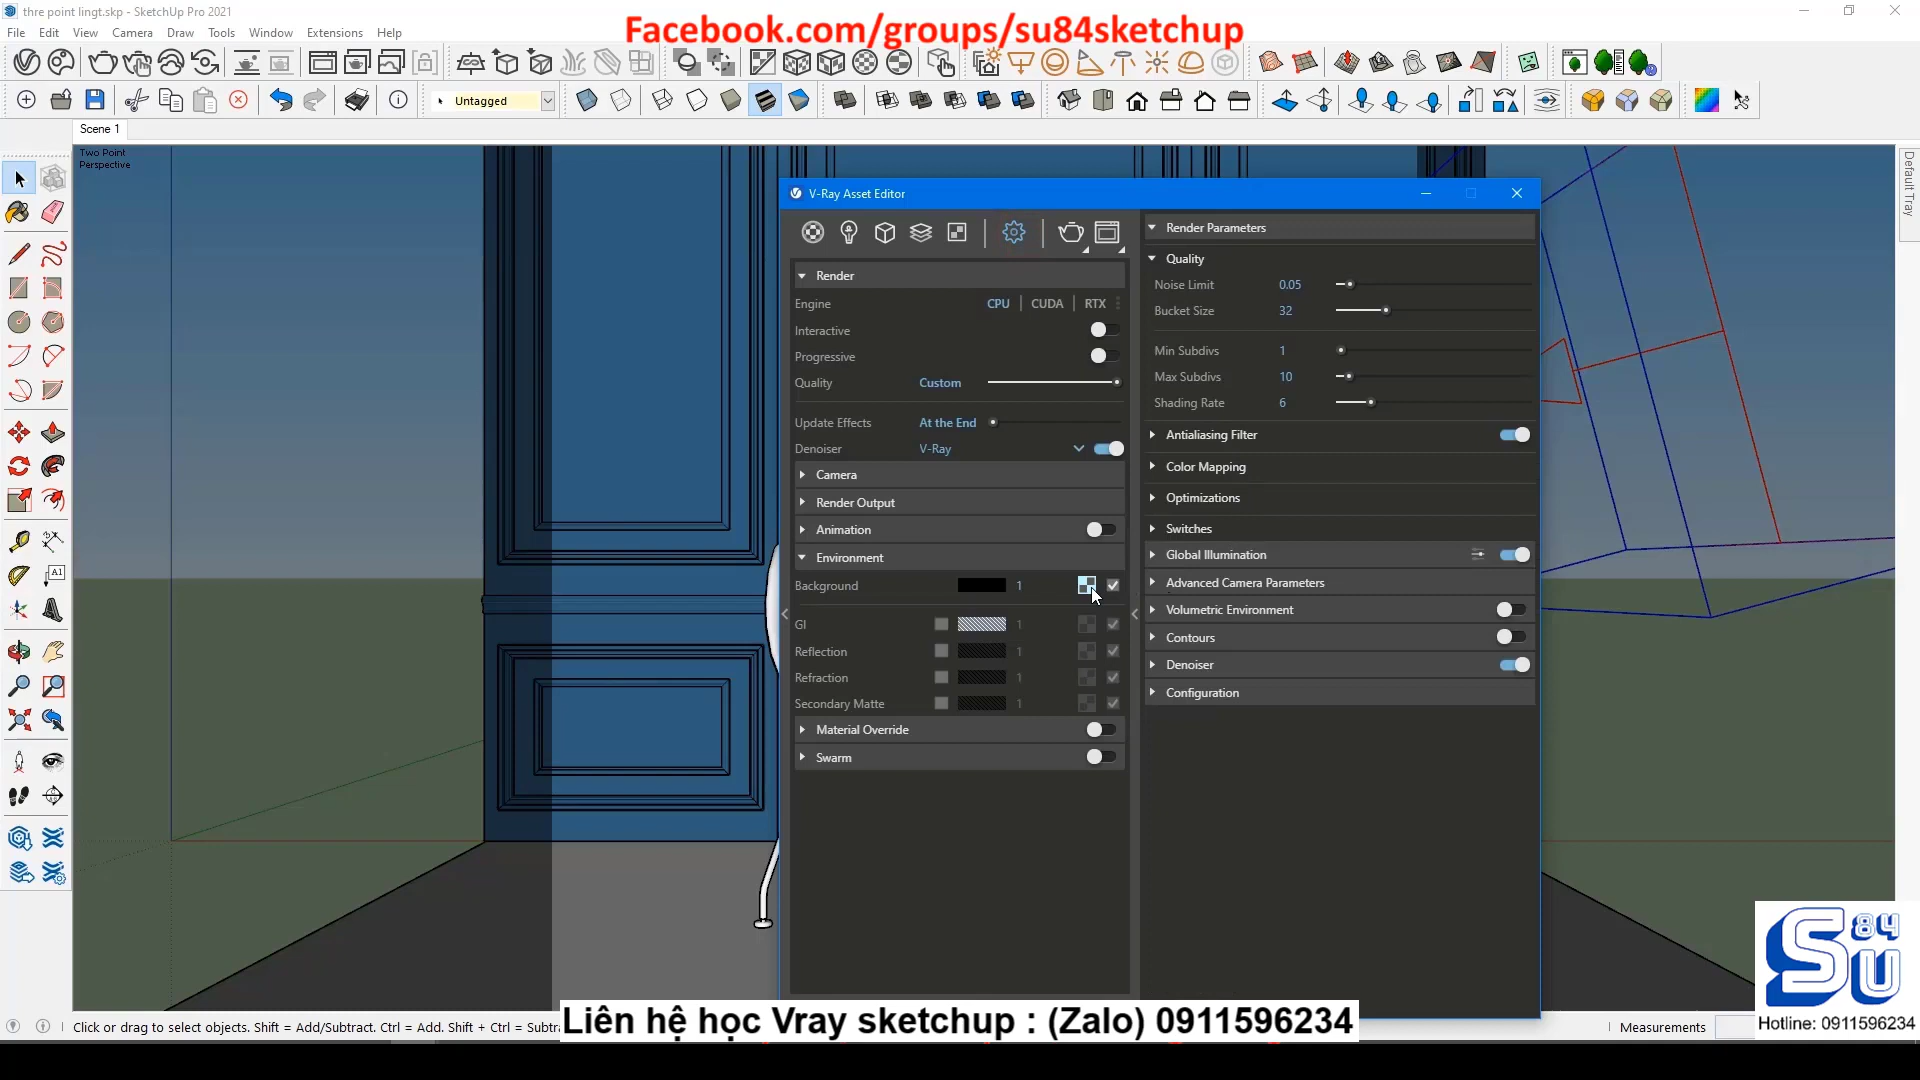 thre point lingt.skp - SketchUp Pro 2021
Facebook.com/groups/su84sketchup
File Edit View Camera Draw Tools Window Extensions Help
Untagged
Scene 1
Two Point
Perspective
Default Tray
V-Ray Asset Editor
Render
Engine CPU CUDA RTX
Interactive
Progressive
Quality Custom
Update Effects At the End
Denoiser V-Ray
Camera
Render Output
Animation
Environment
Background 1
GI 1
Reflection 1
Refraction 1
Secondary Matte 1
Material Override
Swarm
Render Parameters
Quality
Noise Limit 0.05
Bucket Size 32
Min Subdivs 1
Max Subdivs 10
Shading Rate 6
Antialiasing Filter
Color Mapping
Optimizations
Switches
Global Illumination
Advanced Camera Parameters
Volumetric Environment
Contours
Denoiser
Configuration
A1
84
SU
Hotline: 0911596234
Click or drag to select objects. Shift = Add/Subtract. Ctrl = Add. Shift + Ctrl = Subtra
Liên hệ học Vray sketchup : (Zalo) 0911596234
Measurements